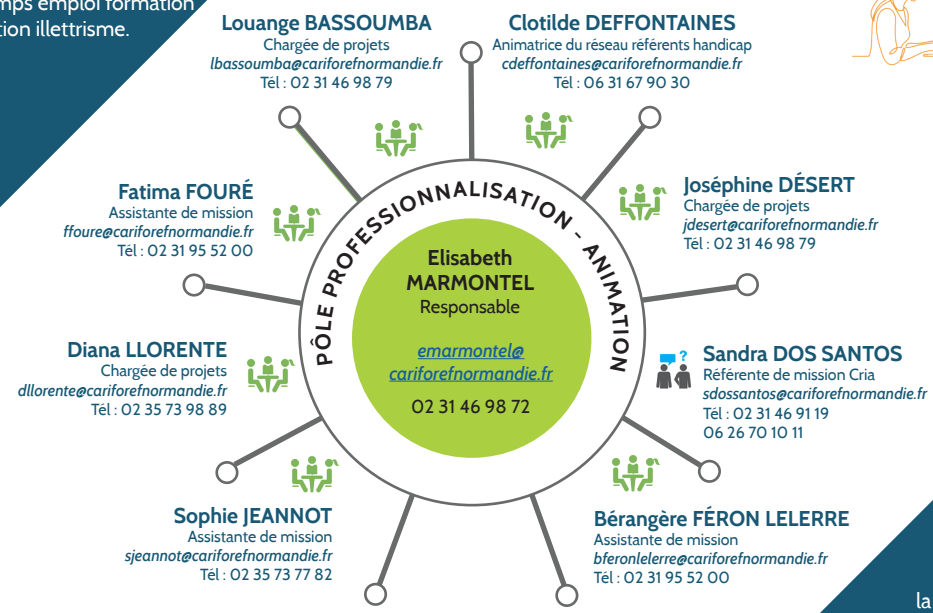 mps emploi formation
tion illettrisme.
Louange BASSOUMBA
Chargée de projets
lbassoumba@cariforefnormandie.fr
Tél : 02 31 46 98 79
Clotilde DEFFONTAINES
Animatrice du réseau référents handicap
cdeffontaines@cariforefnormandie.fr
Tél : 06 31 67 90 30
Fatima FOURÉ
Assistante de mission
ffoure@cariforefnormandie.fr
Tél : 02 31 95 52 00
Joséphine DÉSERT
Chargée de projets
jdesert@cariforefnormandie.fr
Tél : 02 31 46 98 79
PÔLE PROFESSIONNALISATION - ANIMATION
Elisabeth
MARMONTEL
Responsable
emarmontel@
cariforefnormandie.fr
02 31 46 98 72
Diana LLORENTE
Chargée de projets
dllorente@cariforefnormandie.fr
Tél : 02 35 73 98 89
?
Sandra DOS SANTOS
Référente de mission Cria
sdossantos@cariforefnormandie.fr
Tél : 02 31 46 91 19
06 26 70 10 11
Sophie JEANNOT
Assistante de mission
sjeannot@cariforefnormandie.fr
Tél : 02 35 73 77 82
Bérangère FÉRON LELERRE
Assistante de mission
bferonlelerre@cariforefnormandie.fr
Tél : 02 31 95 52 00
la